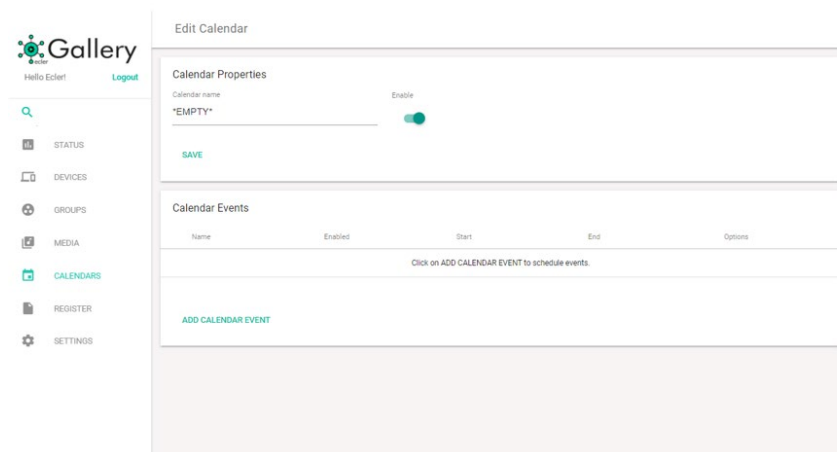 Edit Calendar
ecler
Gallery
Hello Ecler! Logout
STATUS
DEVICES
GROUPS
MEDIA
CALENDARS
REGISTER
SETTINGS
Calendar Properties
Calendar name Enable
*EMPTY*
SAVE
Calendar Events
Name Enabled Start End Options
Click on ADD CALENDAR EVENT to schedule events.
ADD CALENDAR EVENT